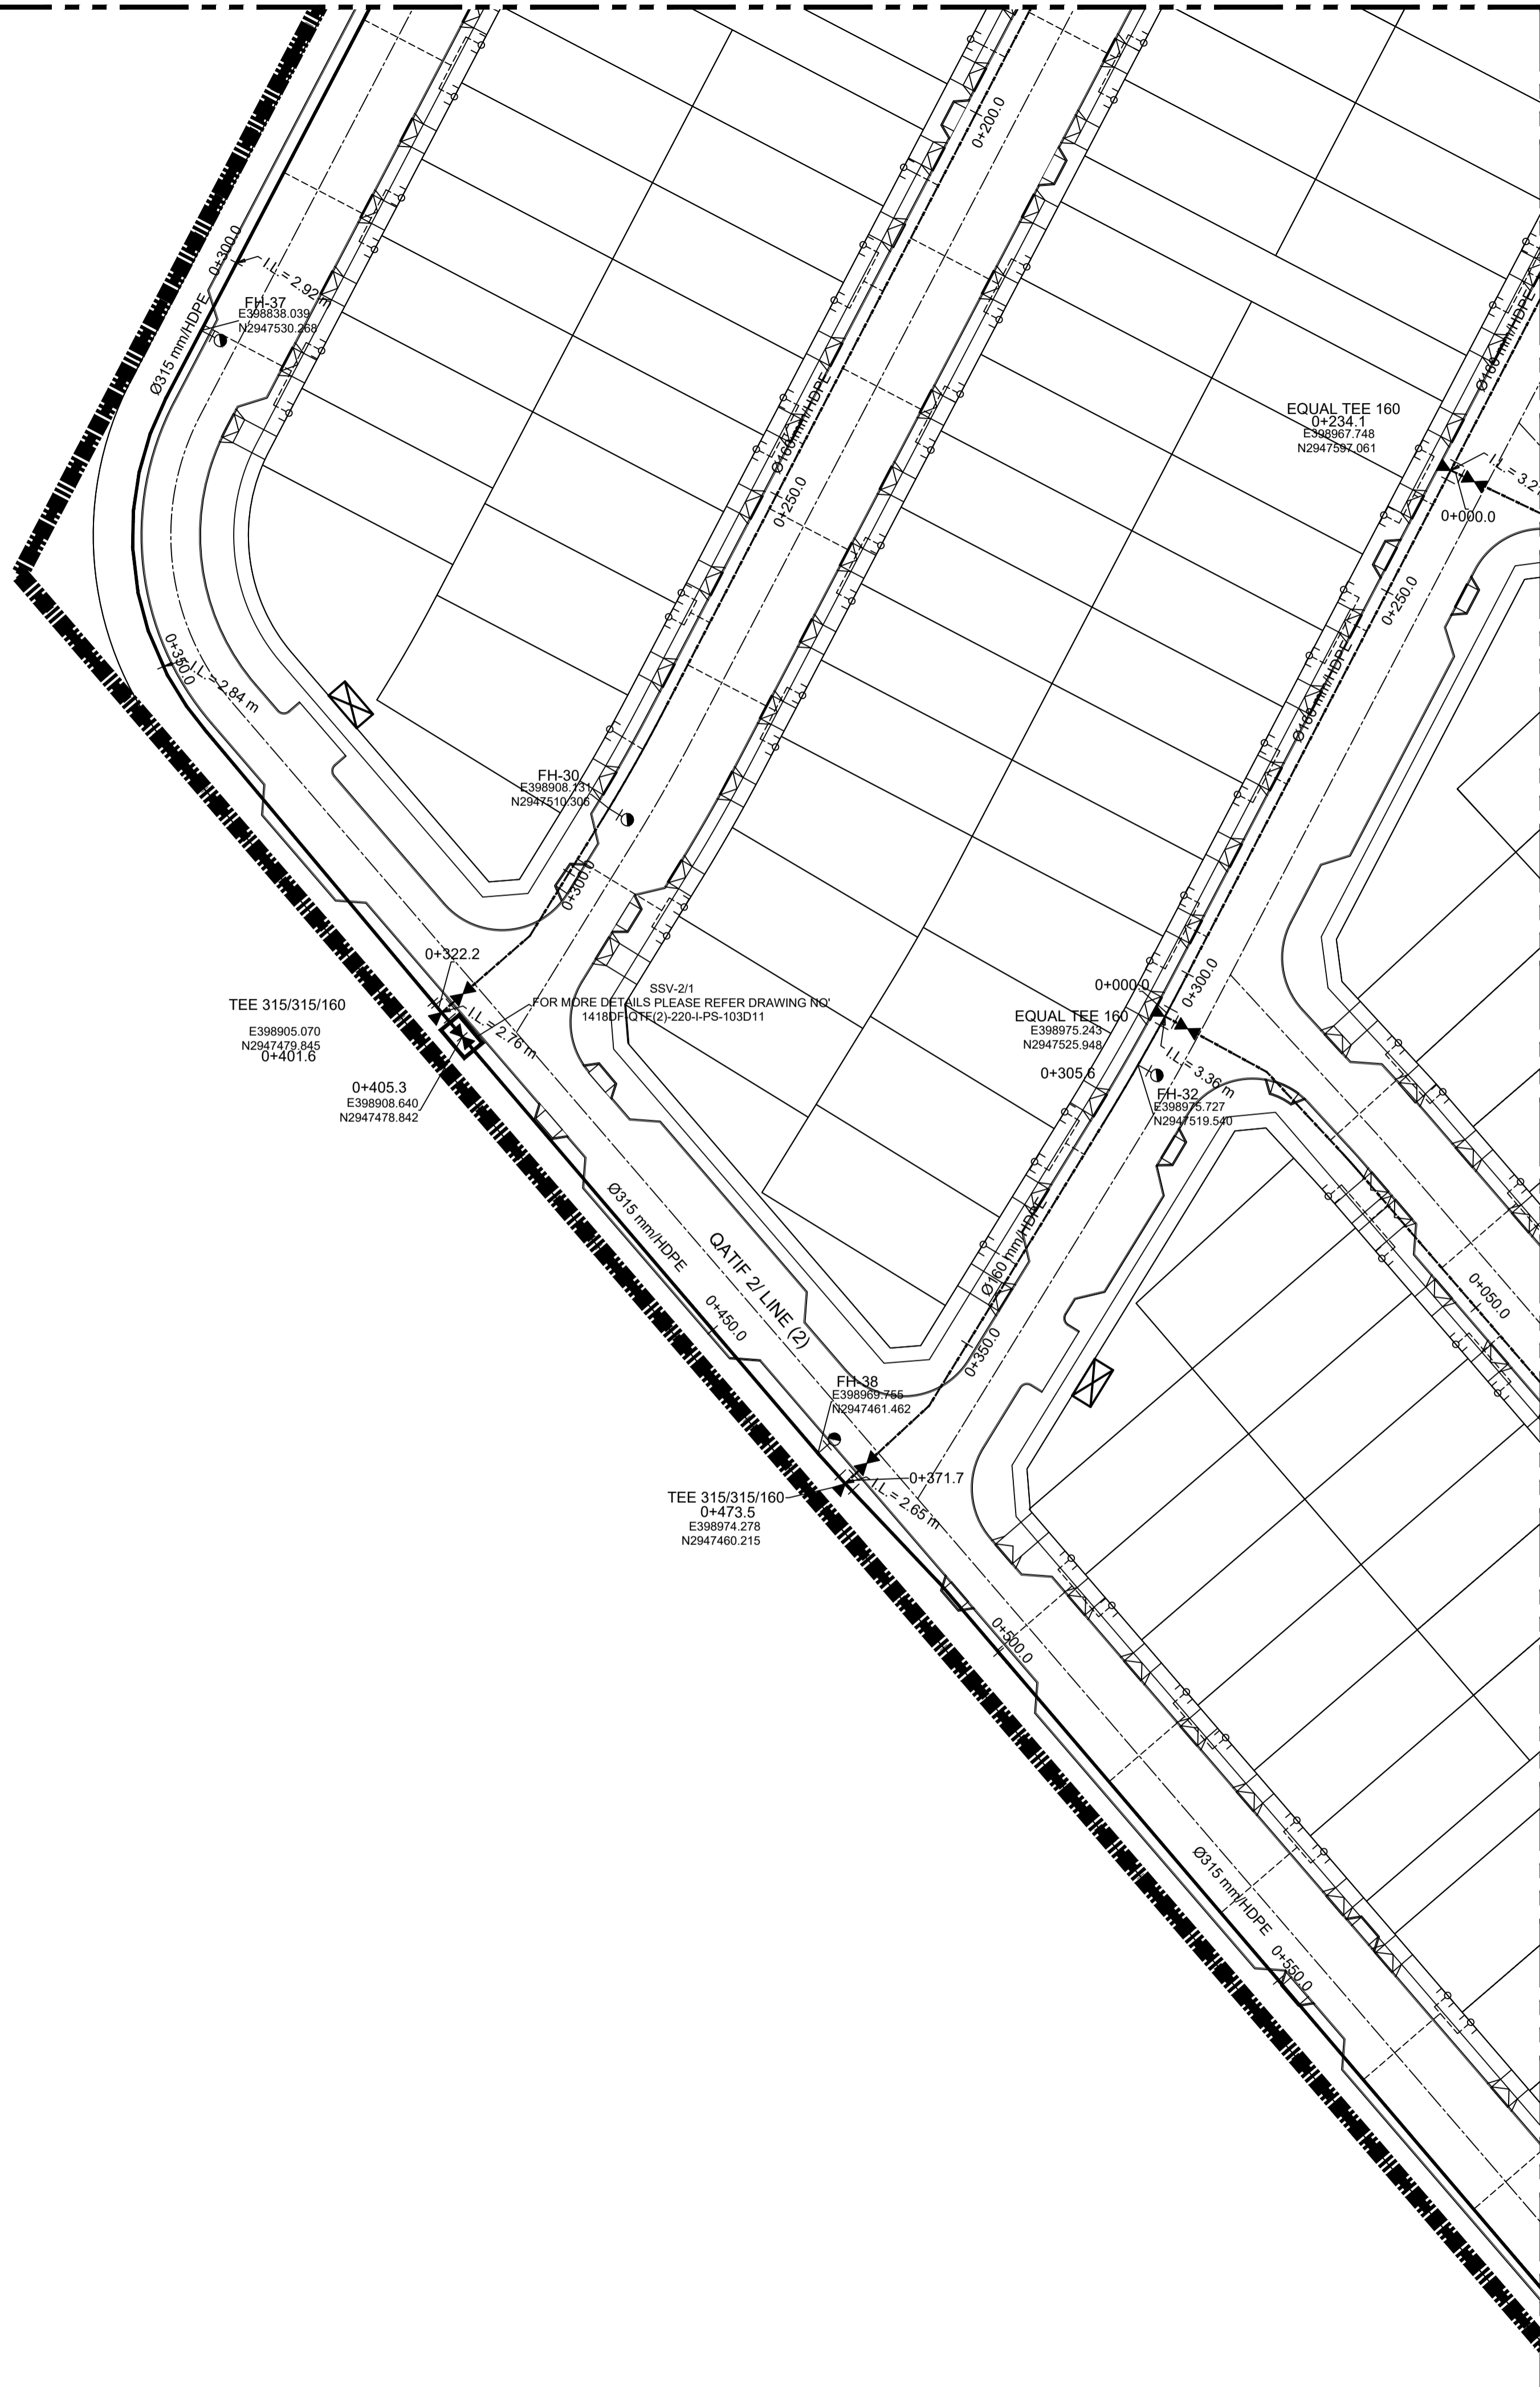 0+200.0
0+300.0
I.L.= 2.92 m
FH-37
E398838.039
N2947530.268
Ø315 mm/HDPE
Ø160 mm/HDPE
Ø160 mm/HDPE
EQUAL TEE 160
0+234.1
E398967.748
N2947597.061
0+000.0
0+250.0
0+250.0
0+350.0
I.L.= 2.84 m
Ø160 mm/HDPE
FH-30
E398908.131
N2947510.306
0+300.0
0+322.2
TEE 315/315/160
E398905.070
N2947479.845
0+401.6
I.L.= 2.76 m
SSV-2/1
FOR MORE DETAILS PLEASE REFER DRAWING NO'
1418DF-QTF(2)-220-I-PS-103D11
0+405.3
E398908.640
N2947478.842
0+000.0
0+300.0
EQUAL TEE 160
E398975.243
N2947525.948
0+305.6
I.L.= 3.36 m
FH-32
E398975.727
N2947519.540
Ø315 mm/HDPE
QATIF 2/ LINE (2)
Ø160 mm/HDPE
0+050.0
0+450.0
0+350.0
FH-38
E398969.755
N2947461.462
0+371.7
TEE 315/315/160
0+473.5
E398974.278
N2947460.215
I.L.= 2.65 m
0+500.0
Ø315 mm/HDPE
0+550.0